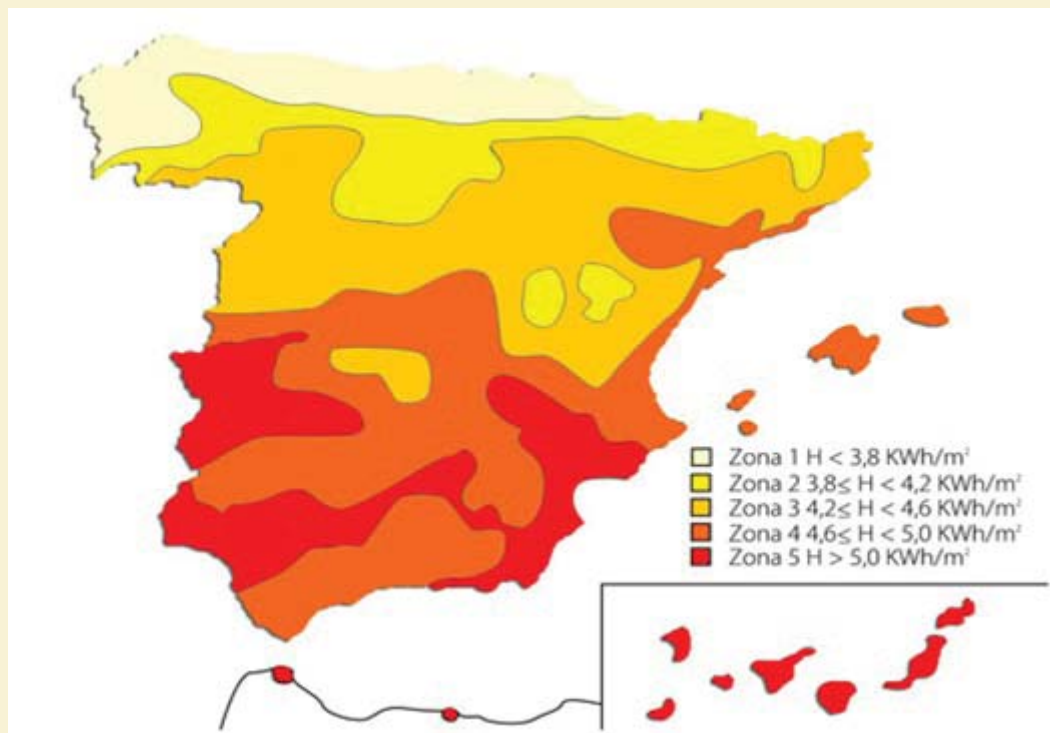 Zona 1 H < 3,8 KWh/m²
Zona 2 3,8≤ H < 4,2 KWh/m²
Zona 3 4,2≤ H < 4,6 KWh/m²
Zona 4 4,6≤ H < 5,0 KWh/m²
Zona 5 H > 5,0 KWh/m²